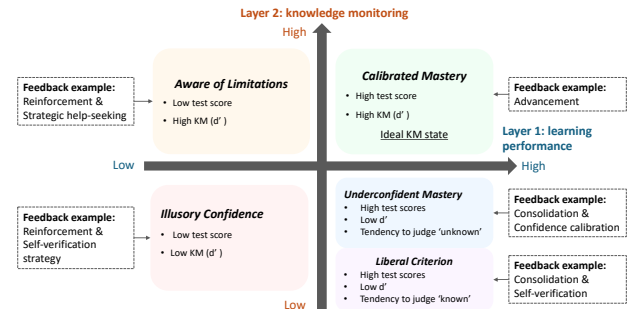 Layer 2: knowledge monitoring
High
Feedback example:
Reinforcement &
Strategic help-seeking
Aware of Limitations
• Low test score
• High KM (d' )
Calibrated Mastery
• High test score
• High KM (d' )
Ideal KM state
Feedback example:
Advancement
Layer 1: learning
performance
Low
High
Feedback example:
Reinforcement &
Self-verification
strategy
Illusory Confidence
• Low test score
• Low KM (d' )
Underconfident Mastery
• High test scores
• Low d'
• Tendency to judge 'unknown'
Feedback example:
Consolidation &
Confidence calibration
Liberal Criterion
• High test scores
• Low d'
• Tendency to judge 'known'
Feedback example:
Consolidation &
Self-verification
Low